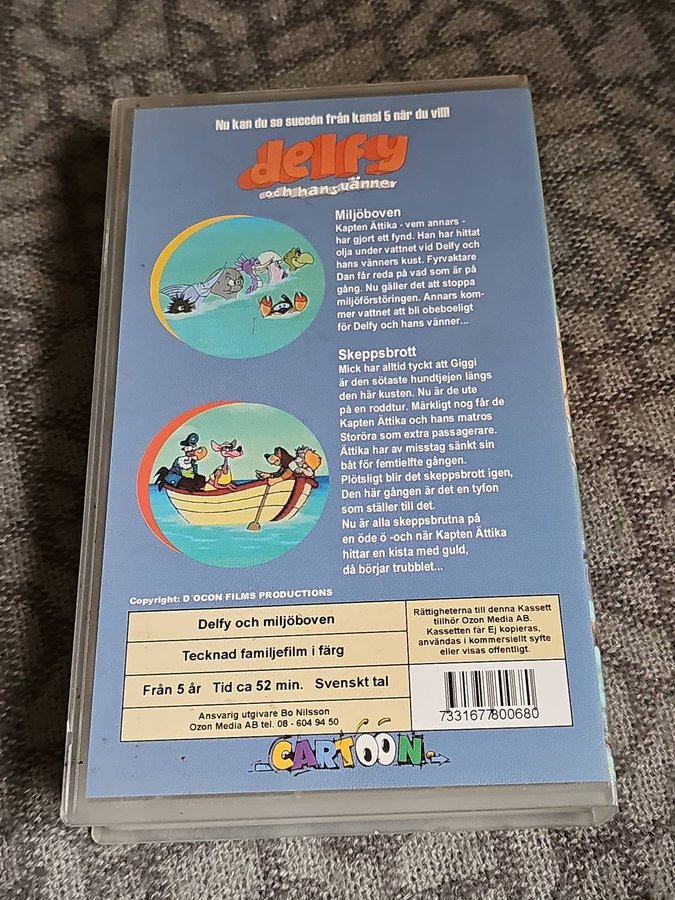 Nu kan du se succén från kanal 5 när du vill!
delfy
och hans vänner
Miljöboven
Kapten Ättika - vem annars -
har gjort ett fynd. Han har hittat
olja under vattnet vid Delfy och
hans vänners kust. Fyrvaktare
Dan får reda på vad som är på
gång. Nu gäller det att stoppa
miljöförstöringen. Annars kom-
mer vattnet att bli obeboeligt
för Delfy och hans vänner...
Skeppsbrott
Mick har alltid tyckt att Giggi
är den sötaste hundtjejen längs
den här kusten. Nu är de ute
på en roddtur. Märkligt nog får de
Kapten Ättika och hans matros
Storöra som extra passagerare.
Ättika har av misstag sänkt sin
båt för femtielfte gången.
Plötsligt blir det skeppsbrott igen,
Den här gången är det en tyfon
som ställer till det.
Nu är alla skeppsbrutna på
en öde ö -och när Kapten Ättika
hittar en kista med guld,
då börjar trubblet...
Copyright: D´OCON FILMS PRODUCTIONS
Delfy och miljöboven
Tecknad familjefilm i färg
Från 5 år Tid ca 52 min. Svenskt tal
Ansvarig utgivare Bo Nilsson
Ozon Media AB tel. 08 - 604 94 50
Rättigheterna till denna Kassett
tillhör Ozon Media AB.
Kassetten får Ej kopieras,
användas i kommersiellt syfte
eller visas offentligt.
7331677800680
CARTOON